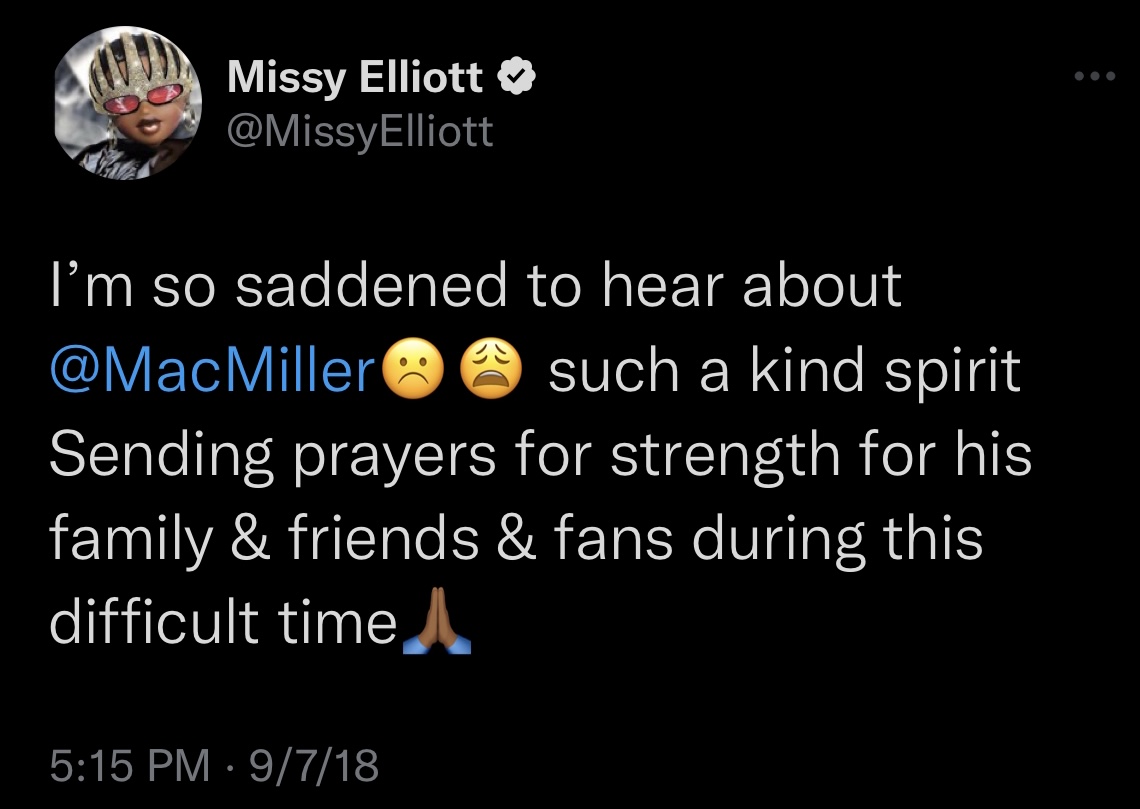 Missy Elliott
@MissyElliott
I’m so saddened to hear about
@MacMiller🙁😩 such a kind spirit
Sending prayers for strength for his
family & friends & fans during this
difficult time🙏🏾
5:15 PM · 9/7/18